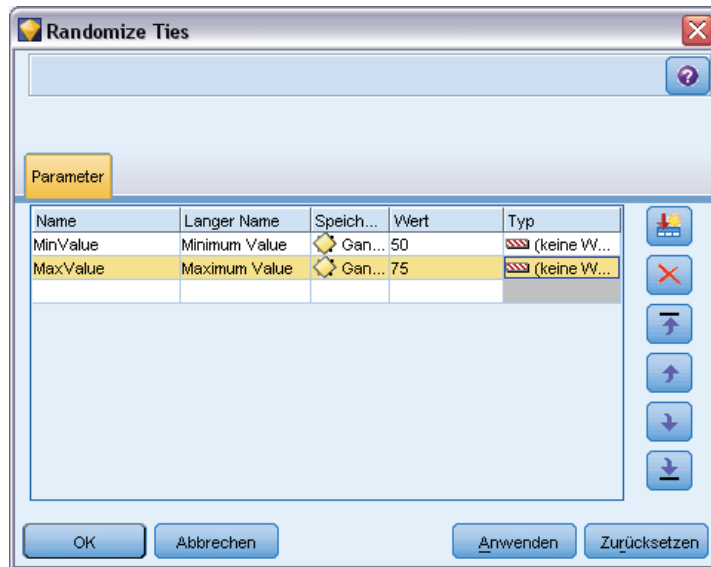 Randomize Ties
Parameter
Name Langer Name Speich... Wert Typ
MinValue Minimum Value Gan... 50 (keine W...
MaxValue Maximum Value Gan... 75 (keine W...
OK Abbrechen Anwenden Zurücksetzen